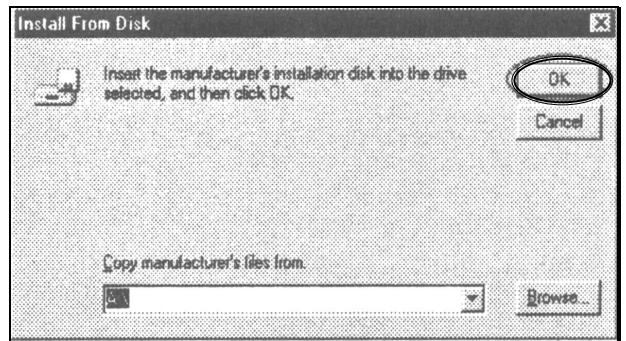 Install From Disk
Insert the manufacturer's installation disk into the drive
selected, and then click OK.
OK
Cancel
Copy manufacturer's files from:
A:\
Browse...